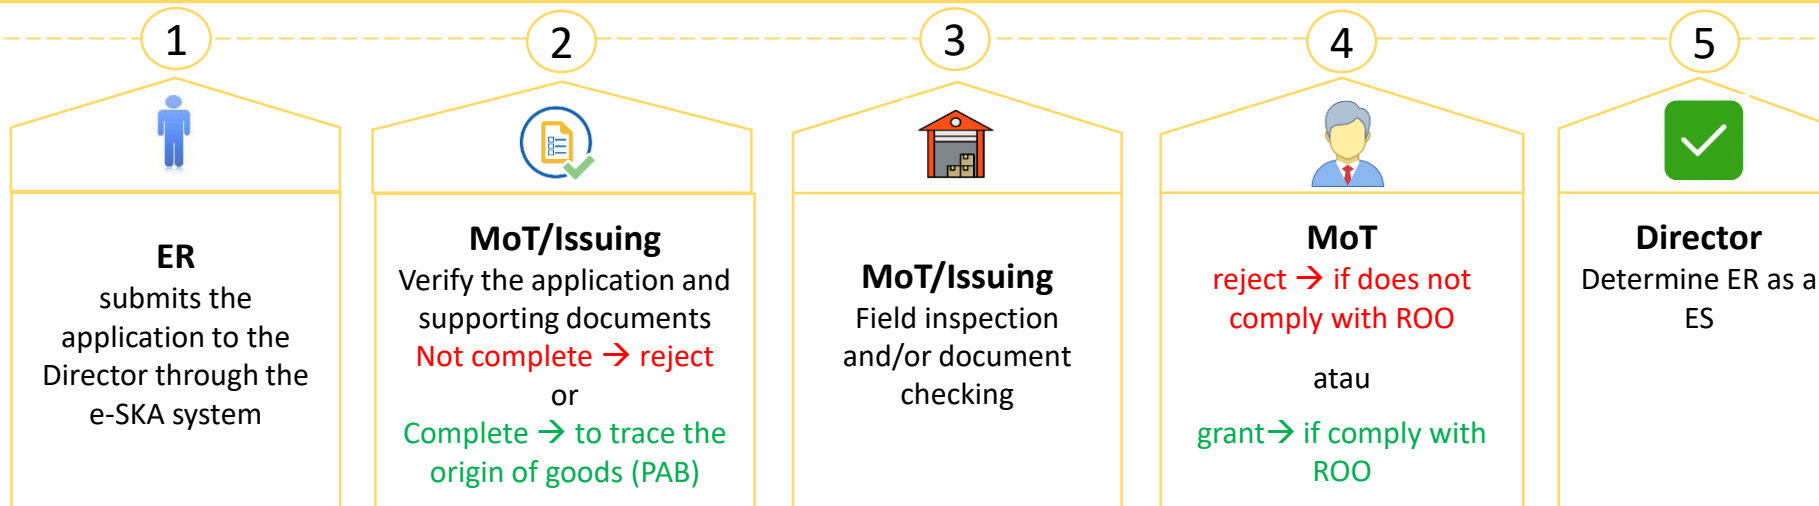 1
ER
submits the
application to the
Director through the
e-SKA system
2
MoT/Issuing
Verify the application and
supporting documents
Not complete → reject
or
Complete → to trace the
origin of goods (PAB)
3
MoT/Issuing
Field inspection
and/or document
checking
4
MoT
reject → if does not
comply with ROO
atau
grant→ if comply with
ROO
5
Director
Determine ER as a
ES